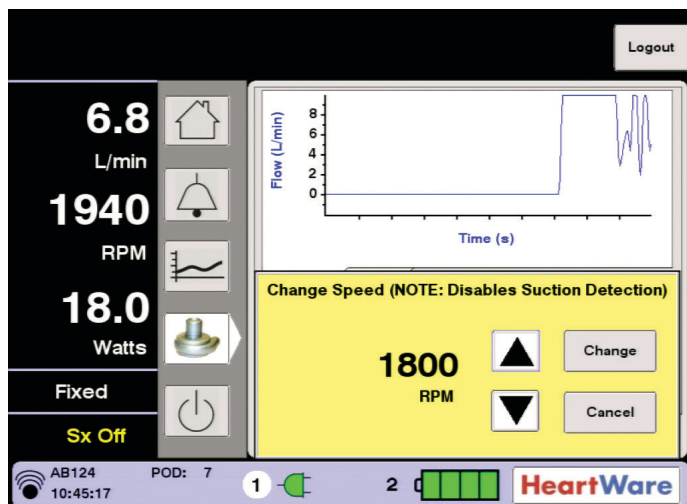 Logout
6.8
L/min
1940
RPM
18.0
Watts
Fixed
Sx Off
Flow (L/min)
8
6
4
2
0
Time (s)
Change Speed (NOTE: Disables Suction Detection)
1800
RPM
Change
Cancel
AB124 POD: 7
10:45:17
1
2
HeartWare